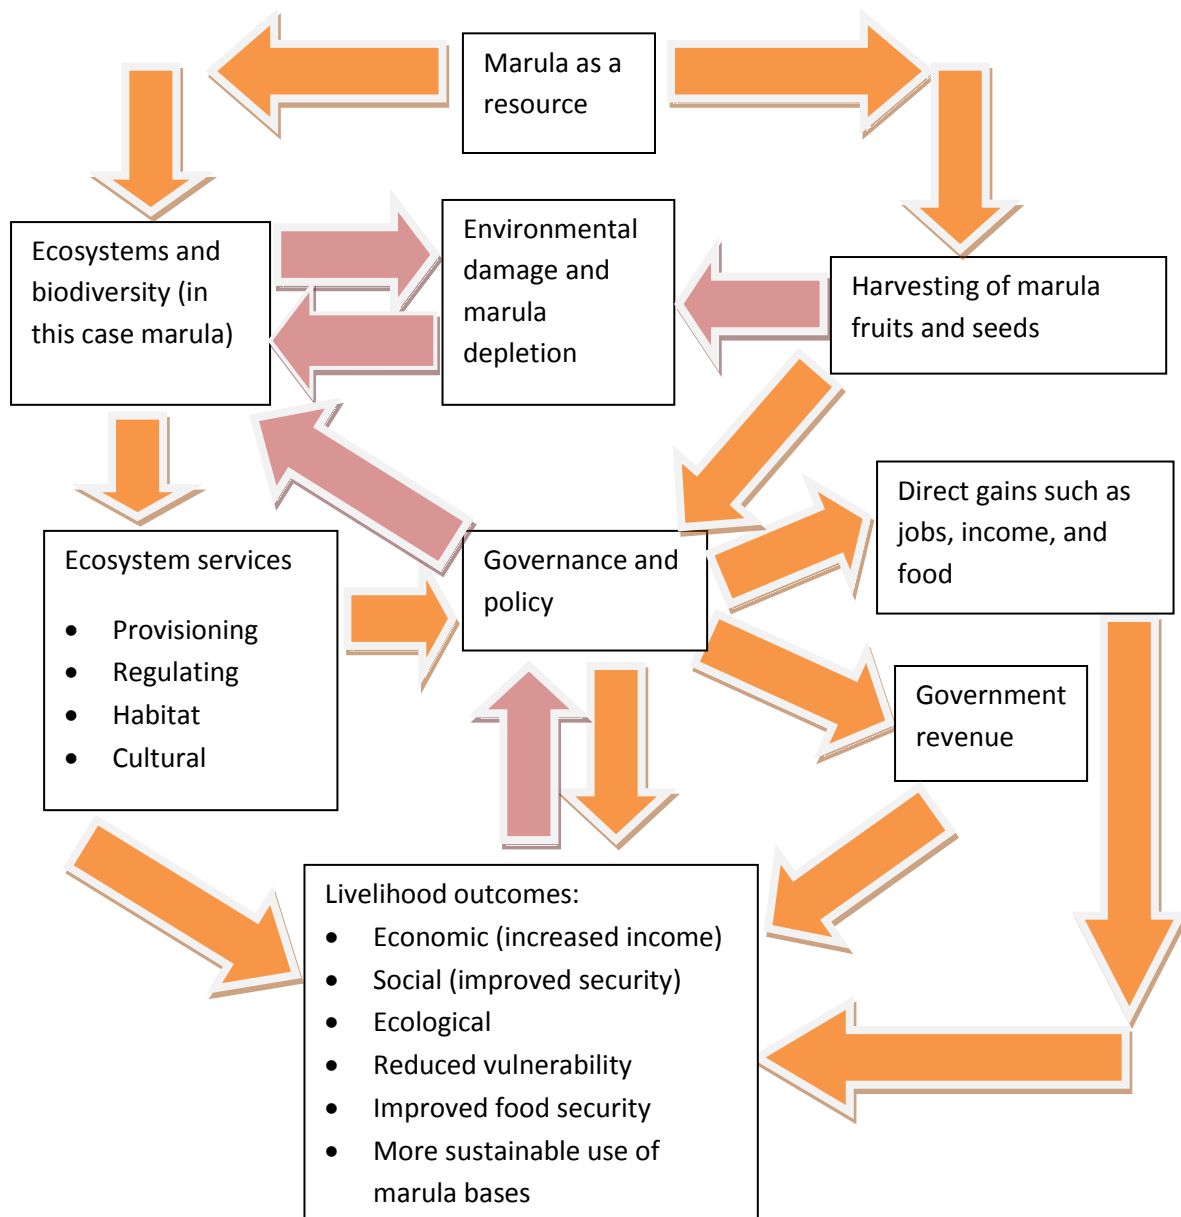 Marula as a
resource
Ecosystems and
biodiversity (in
this case marula)
Environmental
damage and
marula
depletion
Harvesting of marula
fruits and seeds
Ecosystem services
• Provisioning
• Regulating
• Habitat
• Cultural
Governance and
policy
Direct gains such as
jobs, income, and
food
Government
revenue
Livelihood outcomes:
• Economic (increased income)
• Social (improved security)
• Ecological
• Reduced vulnerability
• Improved food security
• More sustainable use of
marula bases